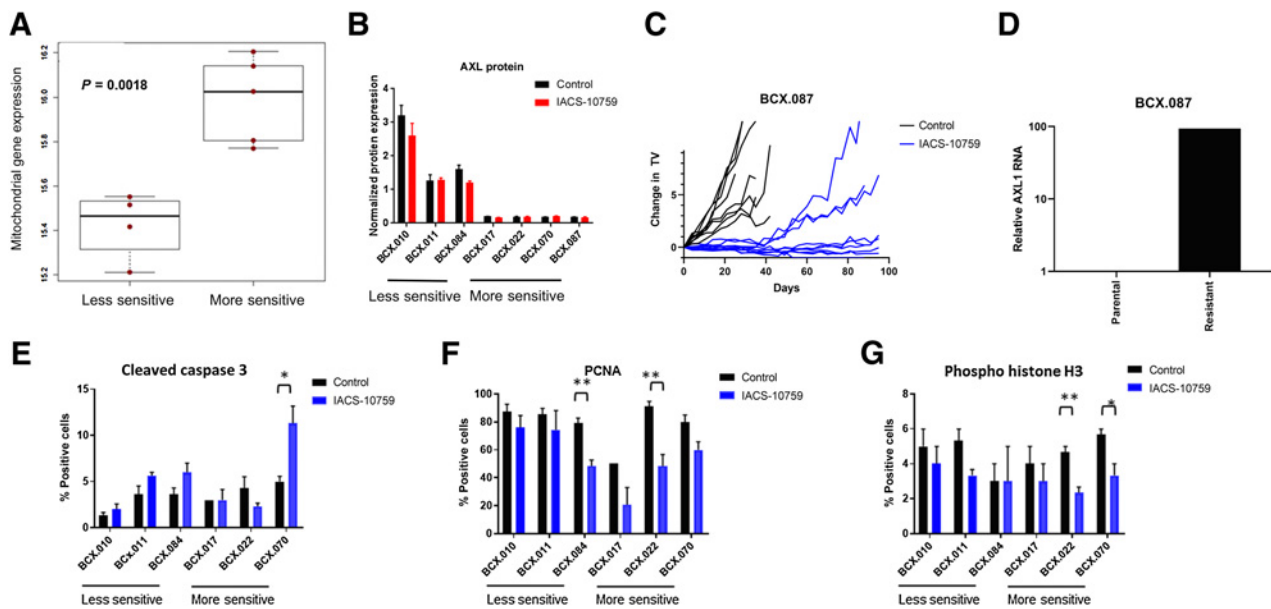 A
Mitochondrial gene expression
16.2
16.0
15.8
15.6
15.4
15.2
P = 0.0018
Less sensitive
More sensitive
B
AXL protein
Control
IACS-10759
Normalized protien expression
4
3
2
1
0
BCX.010
BCX.011
BCX.084
BCX.017
BCX.022
BCX.070
BCX.087
Less sensitive
More sensitive
C
BCX.087
Control
IACS-10759
Change in TV
5
0
0
20
40
60
80
100
Days
D
BCX.087
Relative AXL1 RNA
100
10
1
Parental
Resistant
E
Cleaved caspase 3
Control
IACS-10759
% Positive cells
15
10
5
0
*
BCX.010
BCx.011
BCX.084
BCX.017
BCX.022
BCX.070
Less sensitive
More sensitive
F
PCNA
Control
IACS-10759
% Positive cells
100
80
60
40
20
0
**
**
BCX.010
BCX.011
BCX.084
BCX.017
BCX.022
BCX.070
Less sensitive
More sensitive
G
Phospho histone H3
Control
IACS-10759
% Positive cells
8
6
4
2
0
**
*
BCX.010
BCX.011
BCX.084
BCX.017
BCX.022
BCX.070
Less sensitive
More sensitive